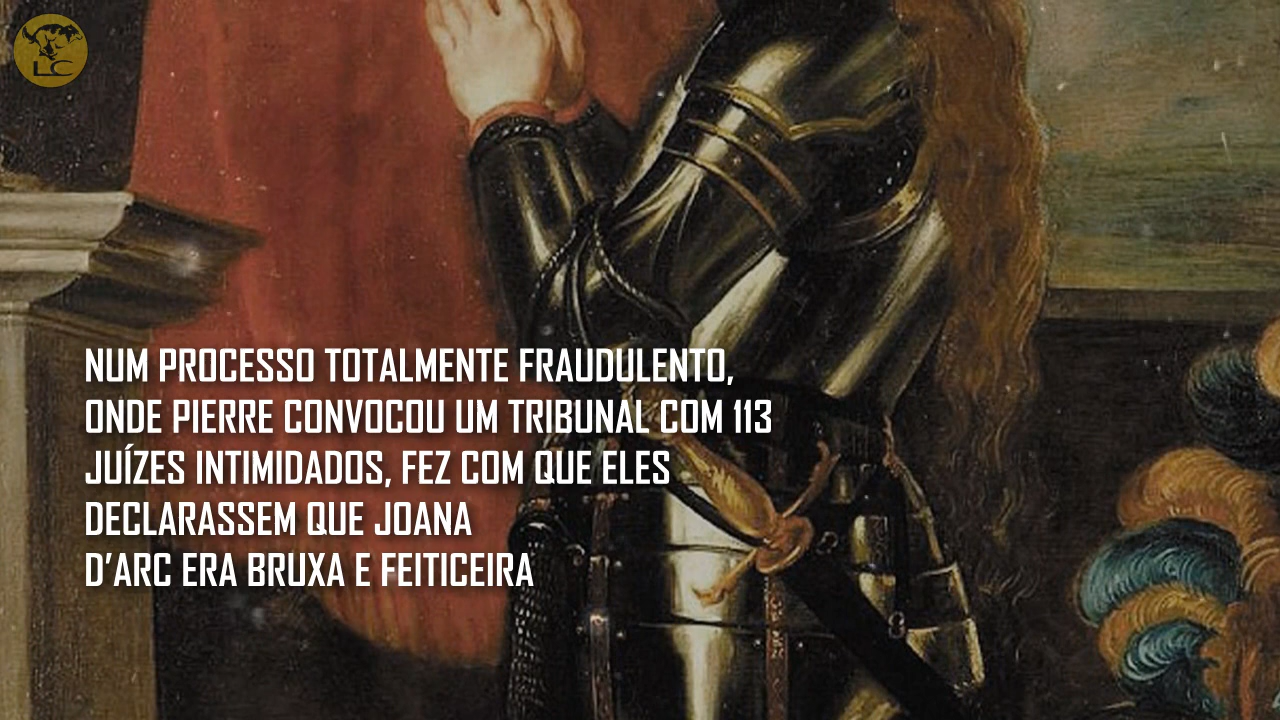 LC
NUM PROCESSO TOTALMENTE FRAUDULENTO,
ONDE PIERRE CONVOCOU UM TRIBUNAL COM 113
JUÍZES INTIMIDADOS, FEZ COM QUE ELES
DECLARASSEM QUE JOANA
D’ARC ERA BRUXA E FEITICEIRA